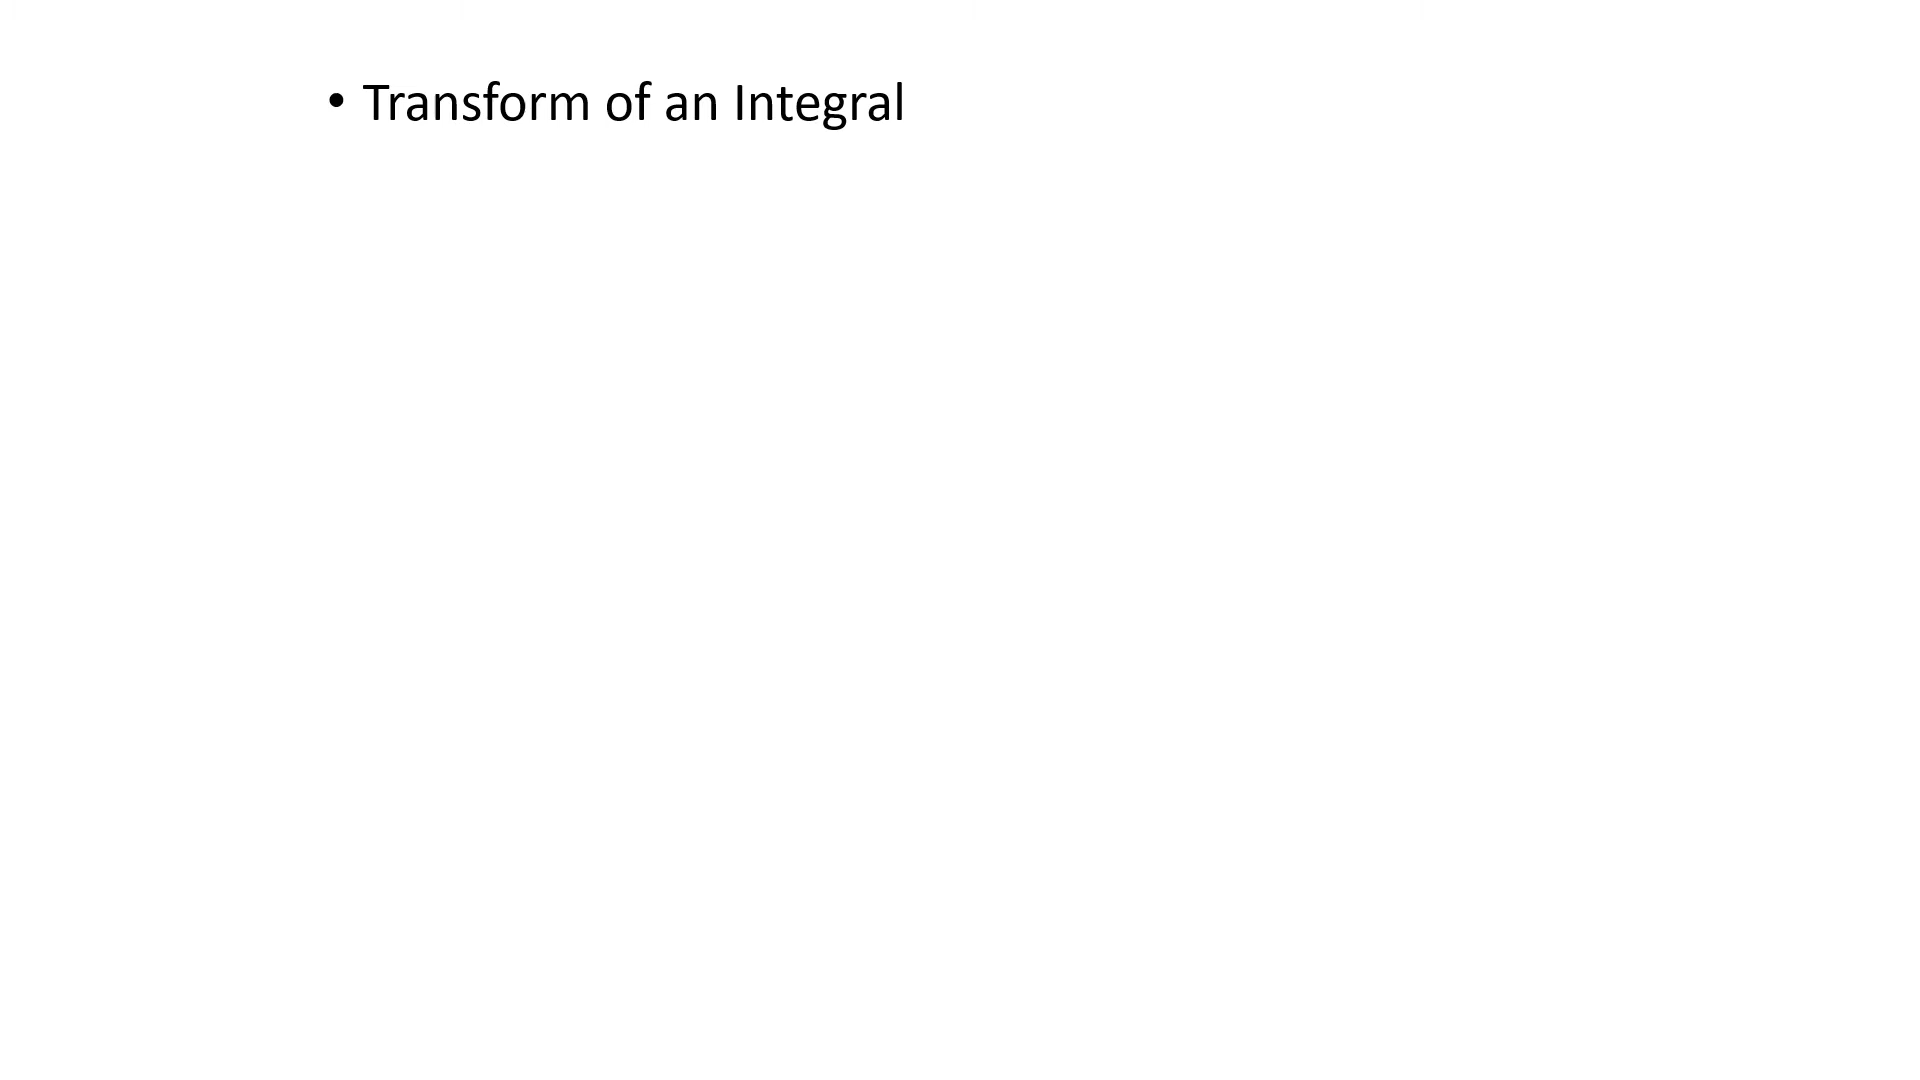 • Transform of an Integral